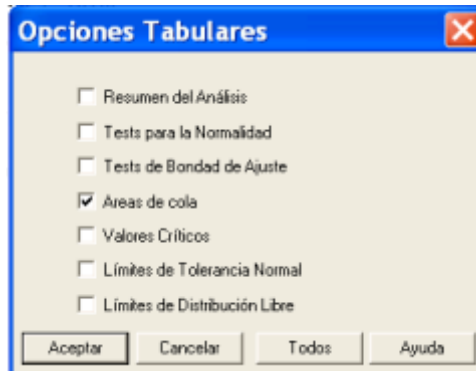 Opciones Tabulares
Resumen del Análisis
Tests para la Normalidad
Tests de Bondad de Ajuste
Areas de cola
Valores Críticos
Límites de Tolerancia Normal
Límites de Distribución Libre
Aceptar Cancelar Todos Ayuda